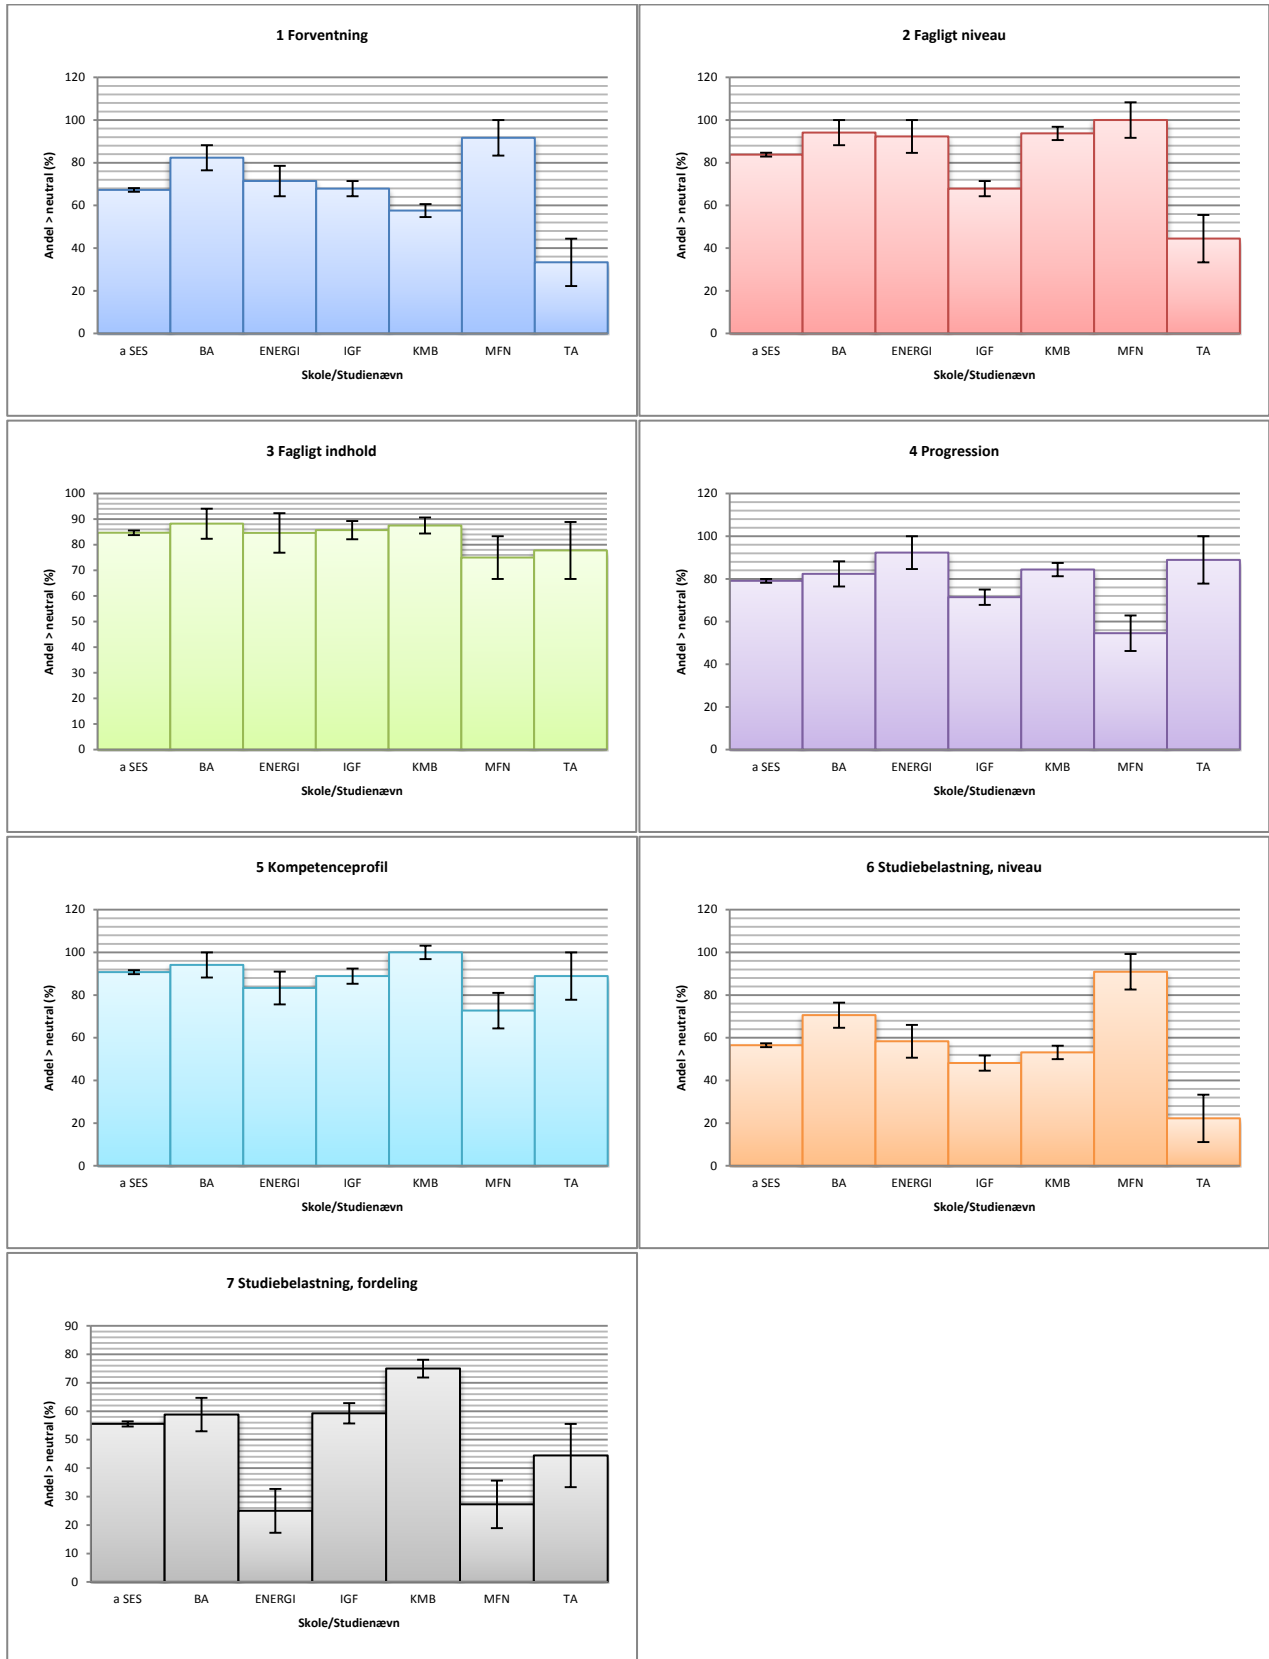 1 Forventning
Andel > neutral (%)
120
100
80
60
40
20
0
a SES BA ENERGI IGF KMB MFN TA
Skole/Studienævn
2 Fagligt niveau
Andel > neutral (%)
120
100
80
60
40
20
0
a SES BA ENERGI IGF KMB MFN TA
Skole/Studienævn
3 Fagligt indhold
Andel > neutral (%)
100
90
80
70
60
50
40
30
20
10
0
a SES BA ENERGI IGF KMB MFN TA
Skole/Studienævn
4 Progression
Andel > neutral (%)
120
100
80
60
40
20
0
a SES BA ENERGI IGF KMB MFN TA
Skole/Studienævn
5 Kompetenceprofil
Andel > neutral (%)
120
100
80
60
40
20
0
a SES BA ENERGI IGF KMB MFN TA
Skole/Studienævn
6 Studiebelastning, niveau
Andel > neutral (%)
120
100
80
60
40
20
0
a SES BA ENERGI IGF KMB MFN TA
Skole/Studienævn
7 Studiebelastning, fordeling
Andel > neutral (%)
90
80
70
60
50
40
30
20
10
0
a SES BA ENERGI IGF KMB MFN TA
Skole/Studienævn